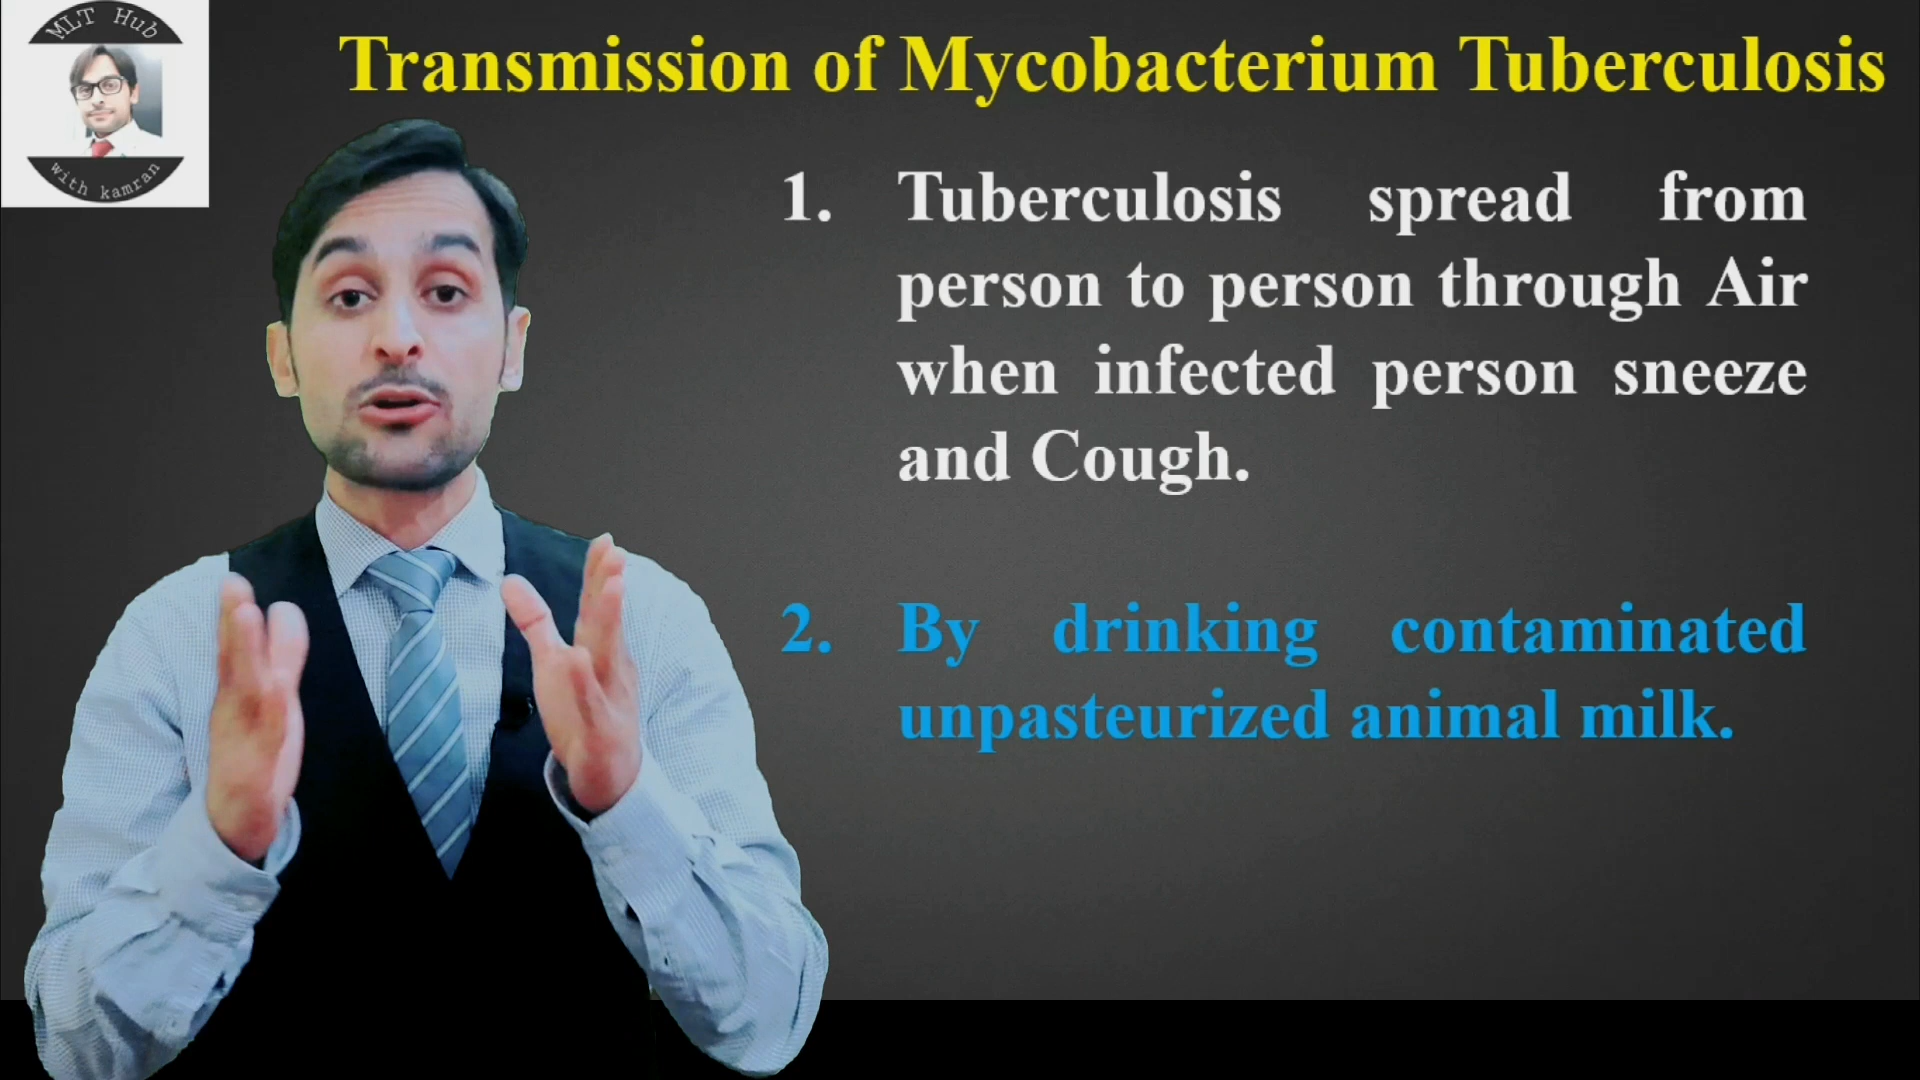 MLT Hub
with kamran
Transmission of Mycobacterium Tuberculosis
1. Tuberculosis spread from
person to person through Air
when infected person sneeze
and Cough.
2. By drinking contaminated
unpasteurized animal milk.